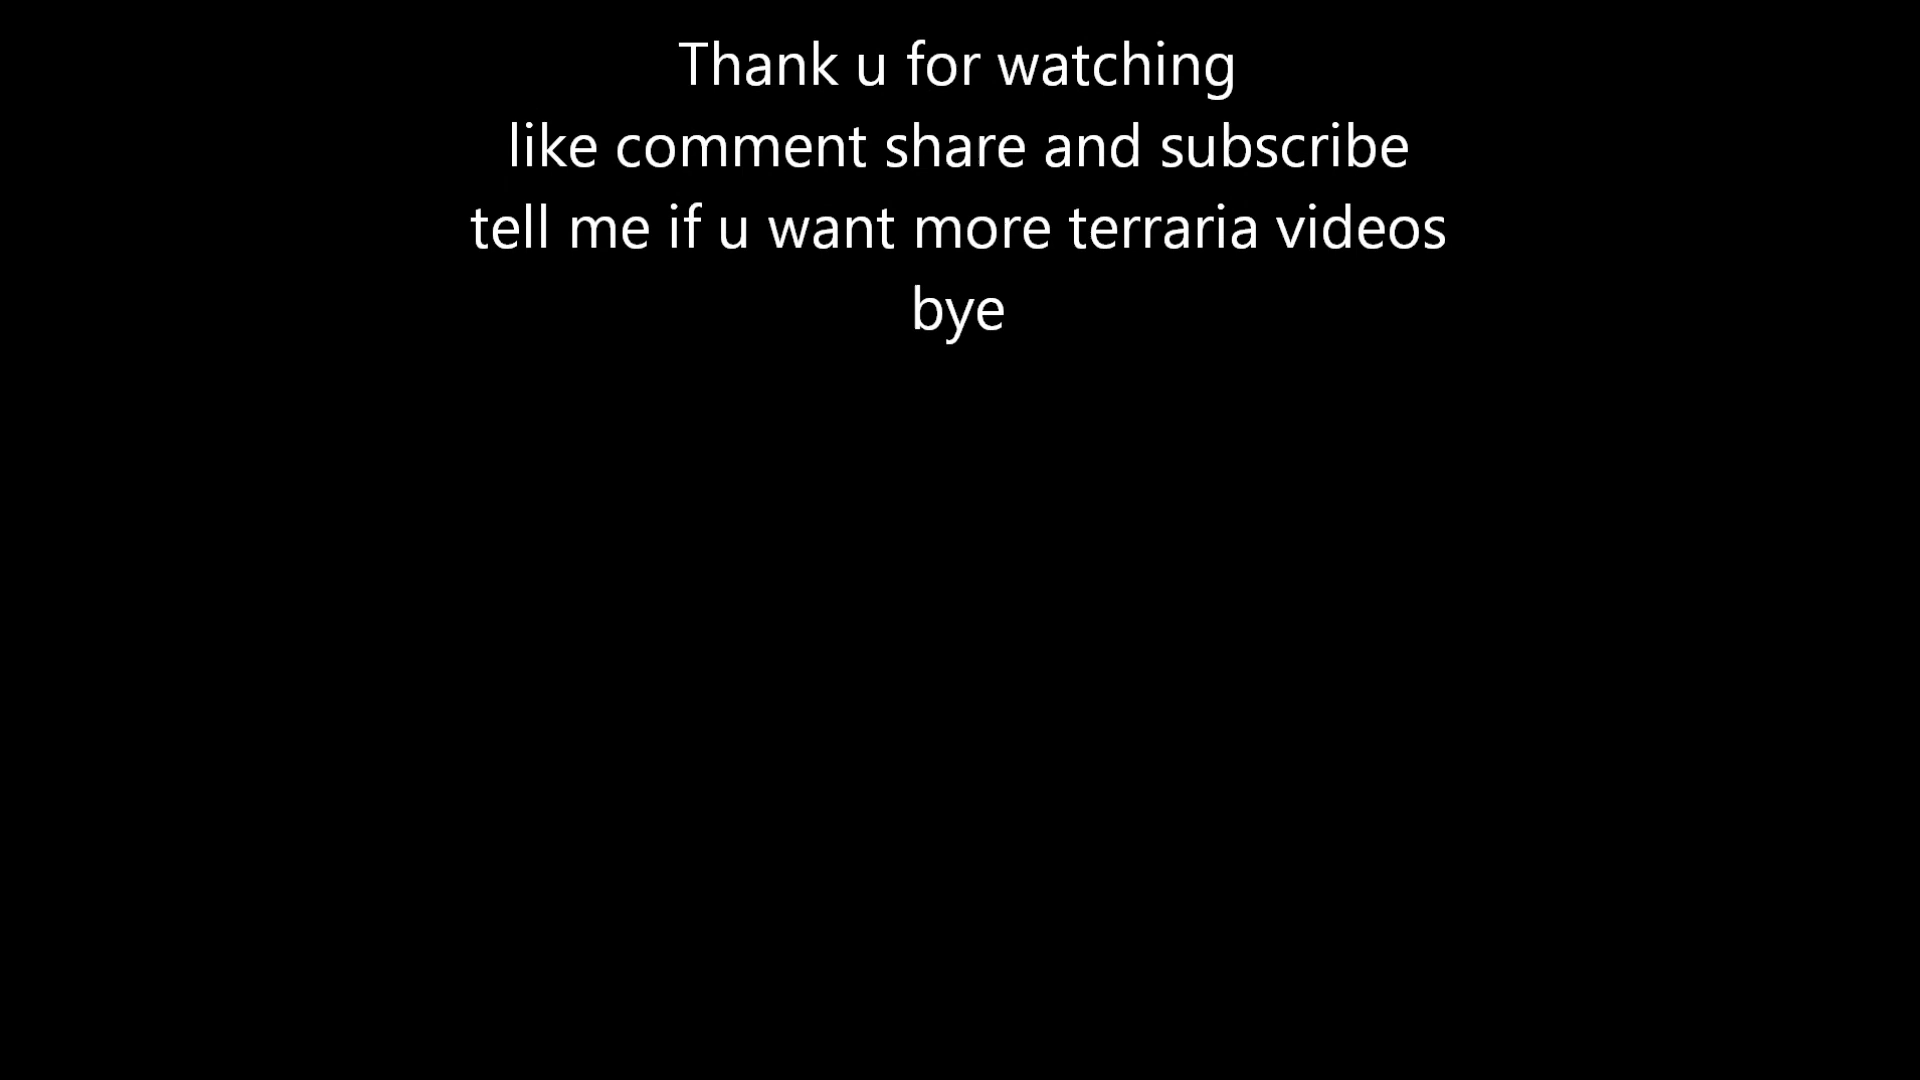 Thank u for watching
like comment share and subscribe
tell me if u want more terraria videos
bye